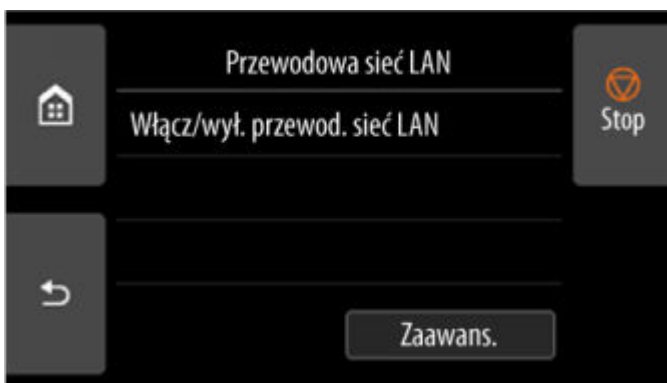 Przewodowa sieć LAN
Włącz/wył. przewod. sieć LAN
Stop
Zaawans.